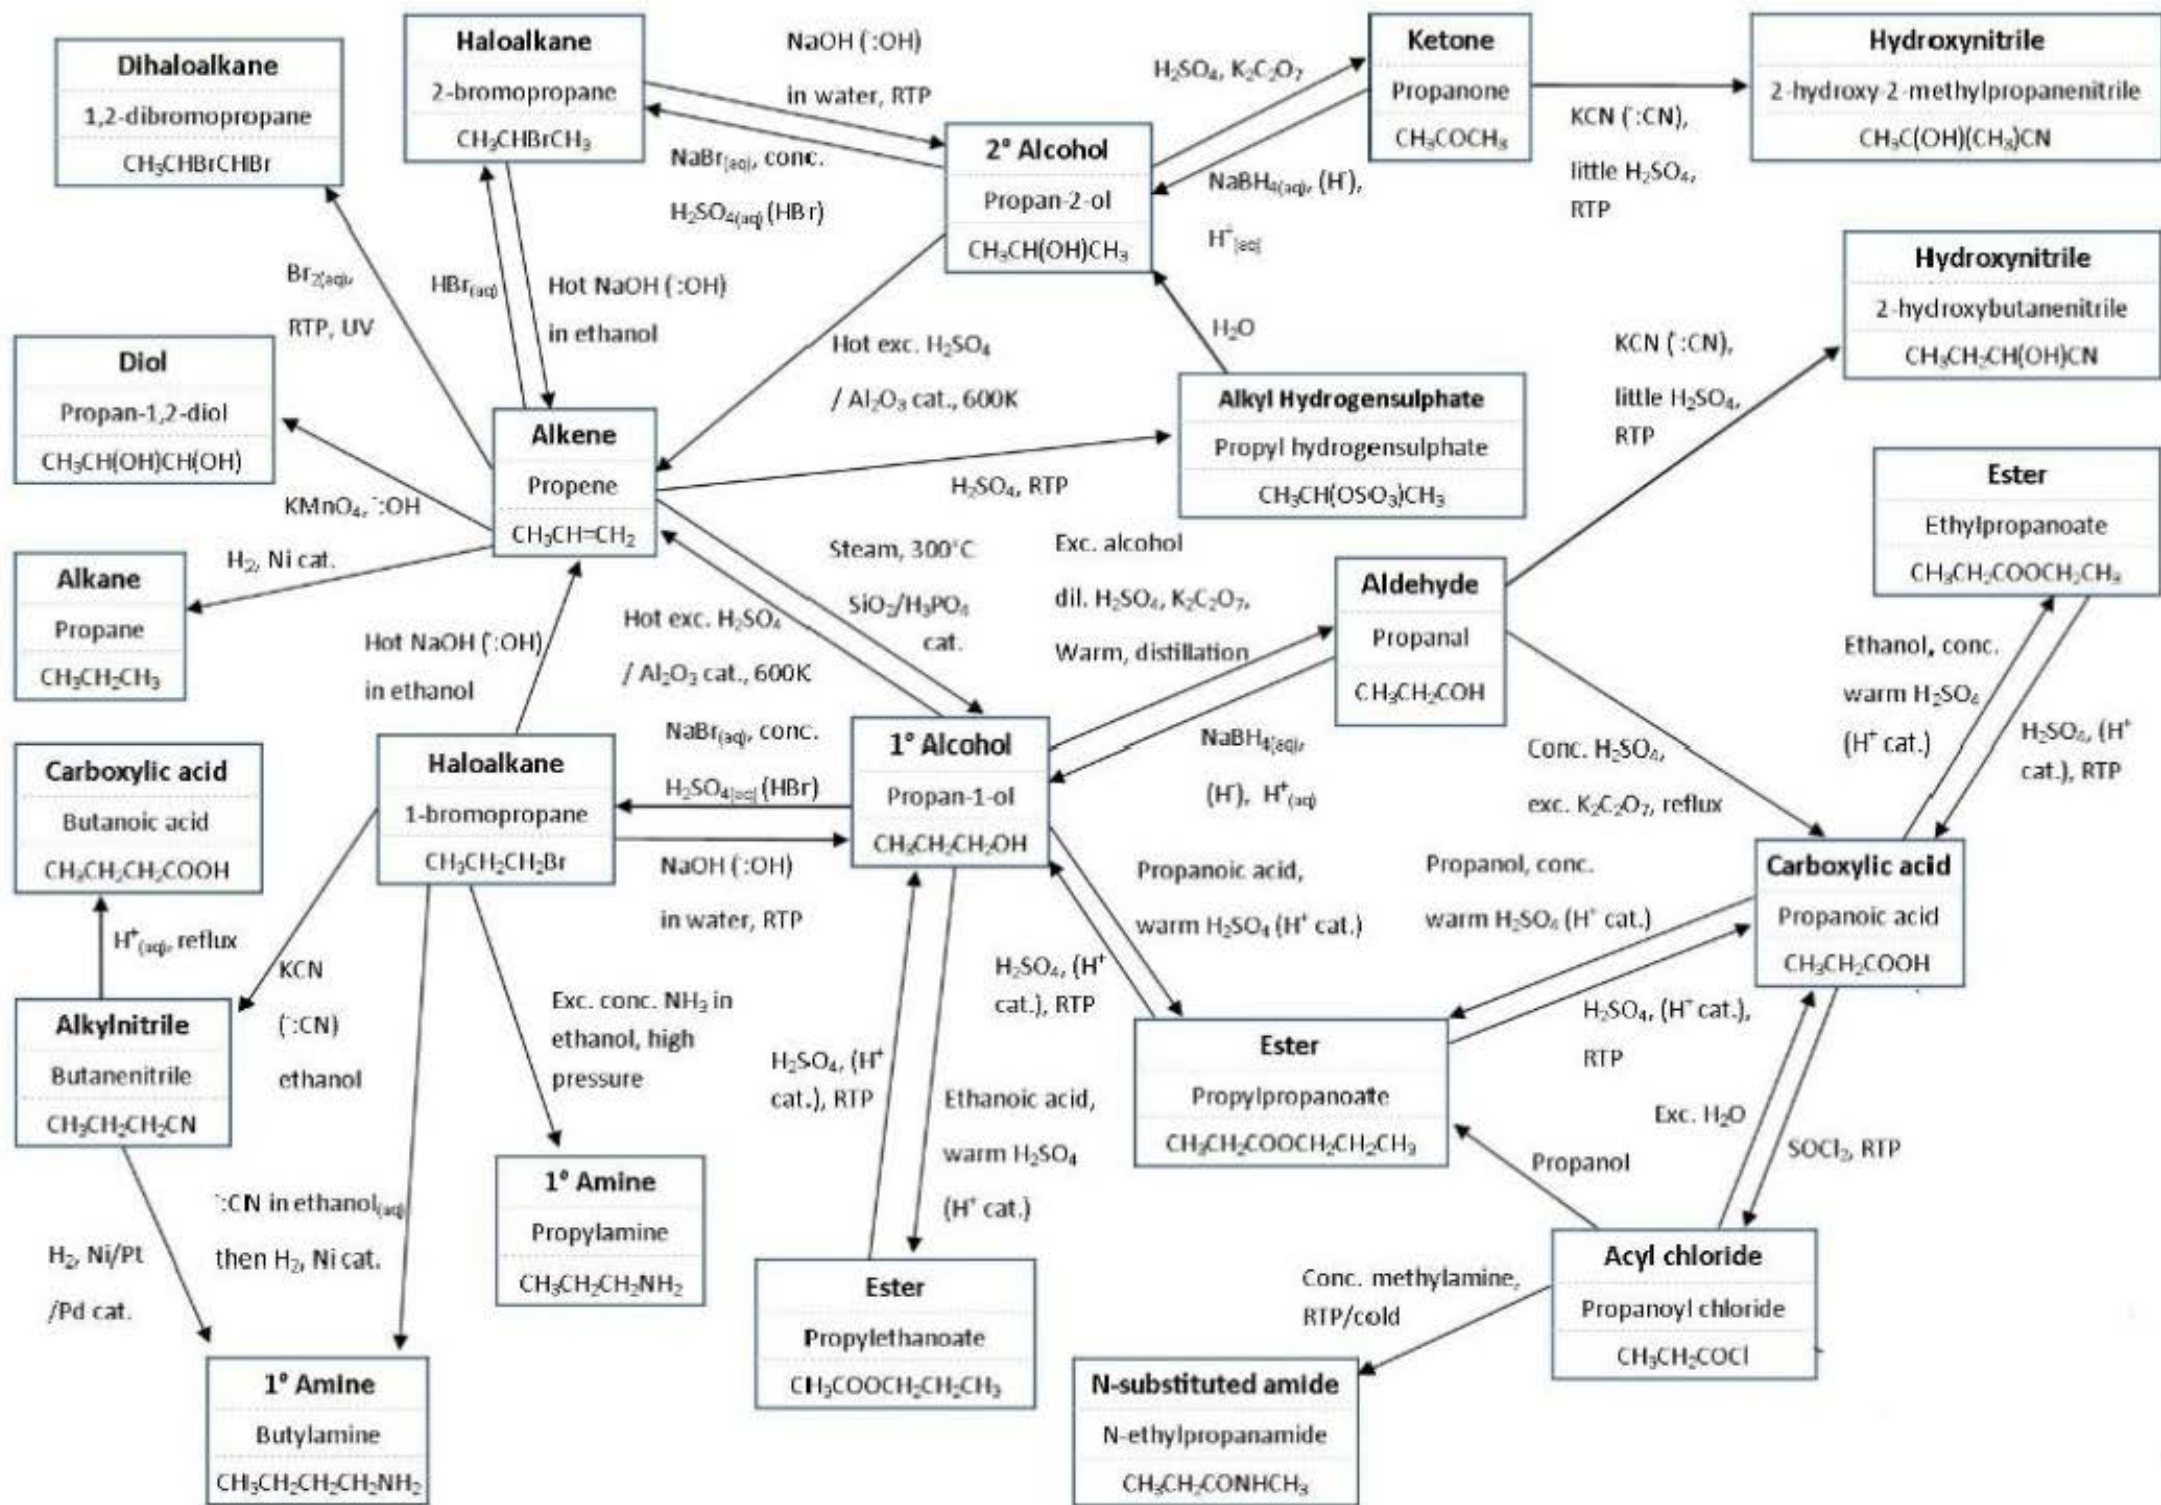 Dihaloalkane
1,2-dibromopropane
CH₃CHBrCHBr
Haloalkane
2-bromopropane
CH₃CHBrCH₃
NaOH (⁻:OH)
in water, RTP
NaBr(aq), conc.
H₂SO₄(aq) (HBr)
2° Alcohol
Propan-2-ol
CH₃CH(OH)CH₃
H₂SO₄, K₂C₂O₇
NaBH₄(aq), (H⁻),
H⁺(aq)
Ketone
Propanone
CH₃COCH₃
KCN (⁻:CN),
little H₂SO₄,
RTP
Hydroxynitrile
2-hydroxy-2-methylpropanenitrile
CH₃C(OH)(CH₃)CN
Br₂(aq),
RTP, UV
HBr(aq)
Hot NaOH (⁻:OH)
in ethanol
Hot exc. H₂SO₄
/ Al₂O₃ cat., 600K
H₂O
Hydroxynitrile
2-hydroxybutanenitrile
CH₃CH₂CH(OH)CN
KCN (⁻:CN),
little H₂SO₄,
RTP
Diol
Propan-1,2-diol
CH₃CH(OH)CH(OH)
KMnO₄, ⁻:OH
Alkene
Propene
CH₃CH=CH₂
Alkyl Hydrogensulphate
Propyl hydrogensulphate
CH₃CH(OSO₃)CH₃
H₂SO₄, RTP
Ester
Ethylpropanoate
CH₃CH₂COOCH₂CH₃
Alkane
Propane
CH₃CH₂CH₃
H₂, Ni cat.
Hot NaOH (⁻:OH)
in ethanol
Hot exc. H₂SO₄
/ Al₂O₃ cat., 600K
Steam, 300°C
SiO₂/H₃PO₄
cat.
Exc. alcohol
dil. H₂SO₄, K₂C₂O₇,
Warm, distillation
Aldehyde
Propanal
CH₃CH₂COH
Ethanol, conc.
warm H₂SO₄
(H⁺ cat.)
H₂SO₄, (H⁺
cat.), RTP
Carboxylic acid
Butanoic acid
CH₃CH₂CH₂COOH
Haloalkane
1-bromopropane
CH₃CH₂CH₂Br
NaBr(aq), conc.
H₂SO₄(aq) (HBr)
NaOH (⁻:OH)
in water, RTP
1° Alcohol
Propan-1-ol
CH₃CH₂CH₂OH
NaBH₄(aq),
(H⁻), H⁺(aq)
Conc. H₂SO₄,
exc. K₂C₂O₇, reflux
Carboxylic acid
Propanoic acid
CH₃CH₂COOH
Propanoic acid,
warm H₂SO₄ (H⁺ cat.)
Propanol, conc.
warm H₂SO₄ (H⁺ cat.)
H⁺(aq), reflux
KCN
(⁻:CN)
ethanol
Exc. conc. NH₃ in
ethanol, high
pressure
H₂SO₄, (H⁺
cat.), RTP
H₂SO₄, (H⁺
cat.), RTP
H₂SO₄, (H⁺ cat.),
RTP
Alkylnitrile
Butanenitrile
CH₃CH₂CH₂CN
Ester
Propylpropanoate
CH₃CH₂COOCH₂CH₂CH₃
Ethanoic acid,
warm H₂SO₄
(H⁺ cat.)
Exc. H₂O
SOCl₂, RTP
Propanol
H₂, Ni/Pt
/Pd cat.
⁻:CN in ethanol(aq)
then H₂, Ni cat.
1° Amine
Propylamine
CH₃CH₂CH₂NH₂
Ester
Propylethanoate
CH₃COOCH₂CH₂CH₃
Conc. methylamine,
RTP/cold
Acyl chloride
Propanoyl chloride
CH₃CH₂COCl
1° Amine
Butylamine
CH₃CH₂CH₂CH₂NH₂
N-substituted amide
N-ethylpropanamide
CH₃CH₂CONHCH₃